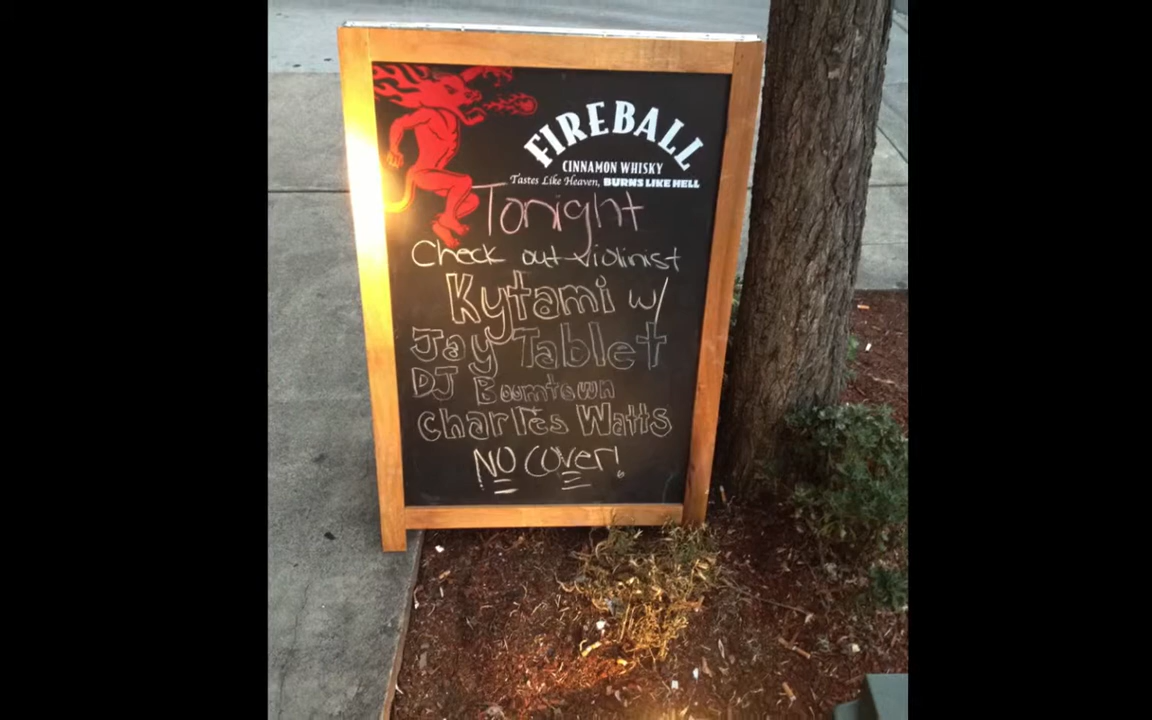 FIREBALL
CINNAMON WHISKY
Tastes Like Heaven, BURNS LIKE HELL
Tonight
Check out violinist
Kytami w/
Jay Tablet
DJ Boomtown
Charles Watts
NO Cover!